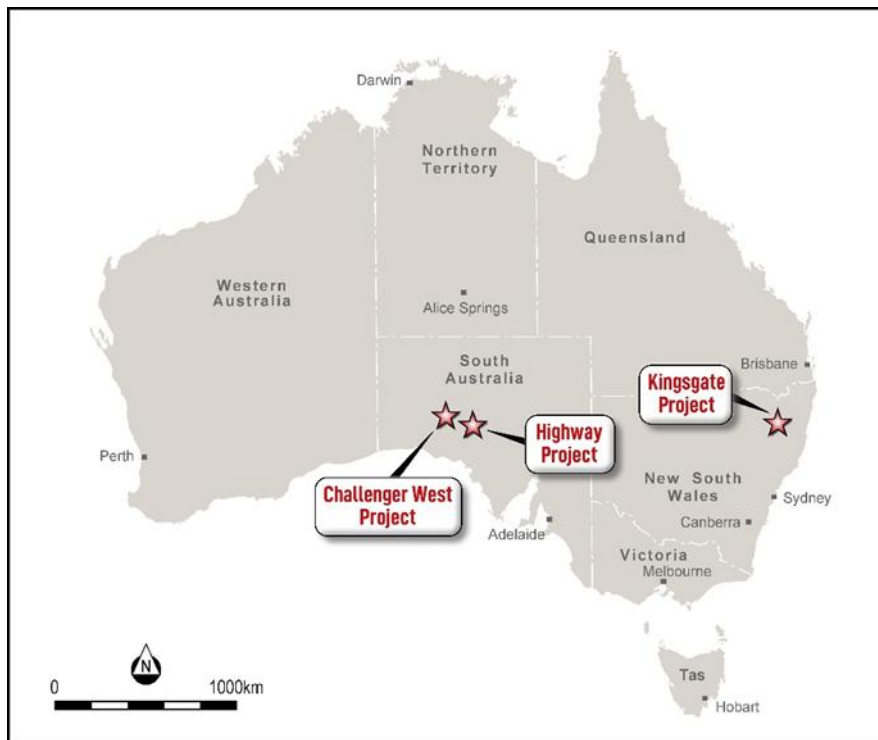 Darwin
Northern
Territory
Queensland
Western
Australia
Alice Springs
South
Australia
Brisbane
Kingsgate
Project
Highway
Project
Perth
Challenger West
Project
New South
Wales
Sydney
Canberra
Adelaide
Victoria
Melbourne
N
0
1000km
Tas
Hobart